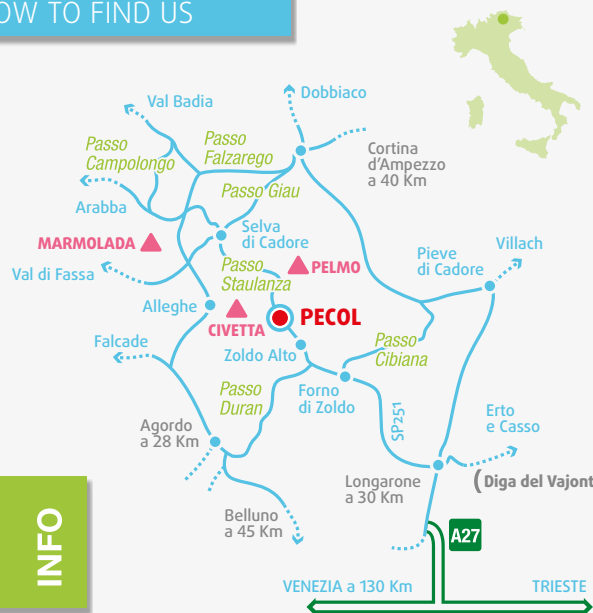 OW TO FIND US
Dobbiaco
Val Badia
Passo
Campolongo
Passo
Falzarego
Cortina
d'Ampezzo
a 40 Km
Passo Giau
Arabba
Selva
di Cadore
MARMOLADA
Villach
Pieve
di Cadore
Val di Fassa
Passo
Staulanza
PELMO
Alleghe
CIVETTA
PECOL
Falcade
Zoldo Alto
Passo
Cibiana
Passo
Duran
Forno
di Zoldo
SP251
Erto
e Casso
Agordo
a 28 Km
Longarone
a 30 Km
(Diga del Vajont
Belluno
a 45 Km
A27
INFO
VENEZIA a 130 Km
TRIESTE